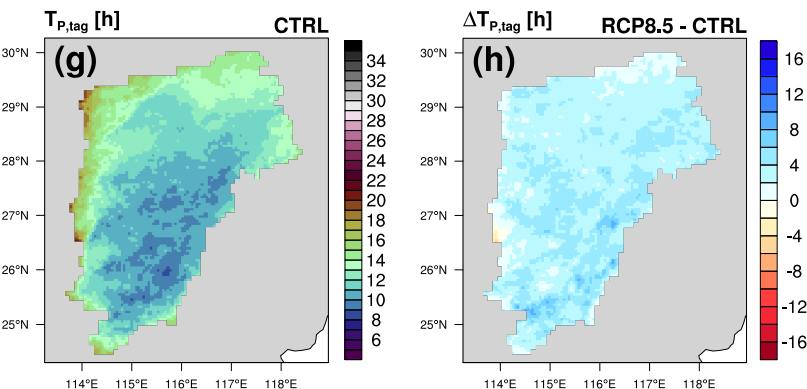 T_P,tag [h] CTRL
(g)
30°N
29°N
28°N
27°N
26°N
25°N
114°E 115°E 116°E 117°E 118°E
34
32
30
28
26
24
22
20
18
16
14
12
10
8
6
ΔT_P,tag [h] RCP8.5 - CTRL
(h)
30°N
29°N
28°N
27°N
26°N
25°N
114°E 115°E 116°E 117°E 118°E
16
12
8
4
0
-4
-8
-12
-16